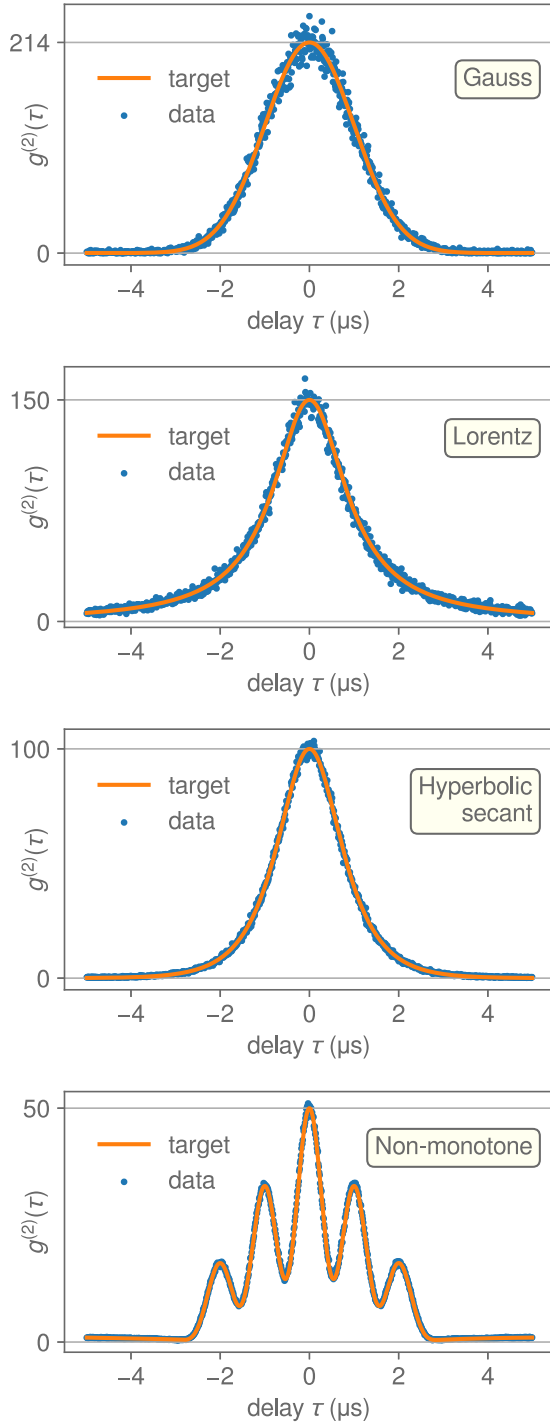 214
target
data
Gauss
g⁽²⁾(τ)
0
−4 −2 0 2 4
delay τ (μs)
150
target
data
Lorentz
g⁽²⁾(τ)
0
−4 −2 0 2 4
delay τ (μs)
100
target
data
Hyperbolic
secant
g⁽²⁾(τ)
0
−4 −2 0 2 4
delay τ (μs)
50
target
data
Non-monotone
g⁽²⁾(τ)
0
−4 −2 0 2 4
delay τ (μs)